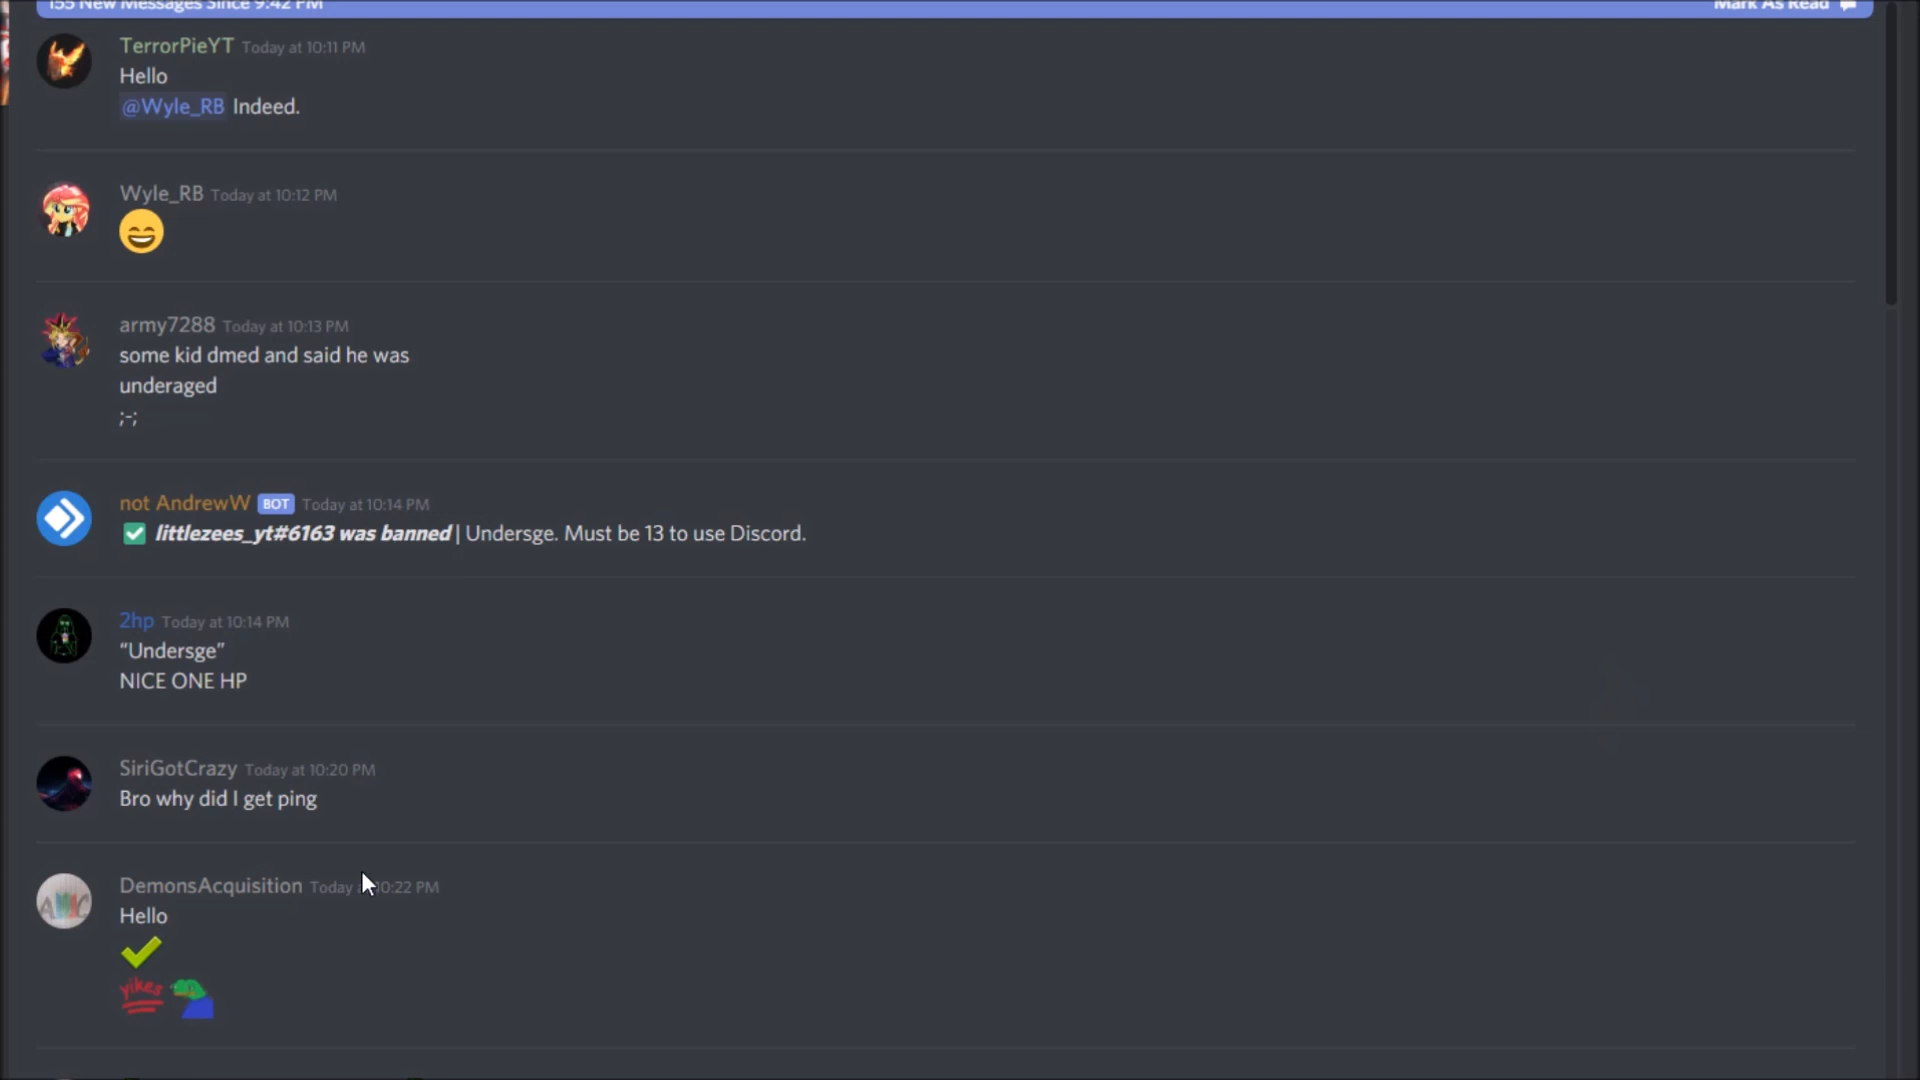 155 New Messages Since 9:42 PM
Mark As Read
TerrorPieYT Today at 10:11 PM
Hello
@Wyle_RB Indeed.
Wyle_RB Today at 10:12 PM
army7288 Today at 10:13 PM
some kid dmed and said he was
underaged
;-;
not AndrewW BOT Today at 10:14 PM
littlezees_yt#6163 was banned | Undersge. Must be 13 to use Discord.
2hp Today at 10:14 PM
“Undersge”
NICE ONE HP
SiriGotCrazy Today at 10:20 PM
Bro why did I get ping
DemonsAcquisition Today 10:22 PM
Hello
yikes